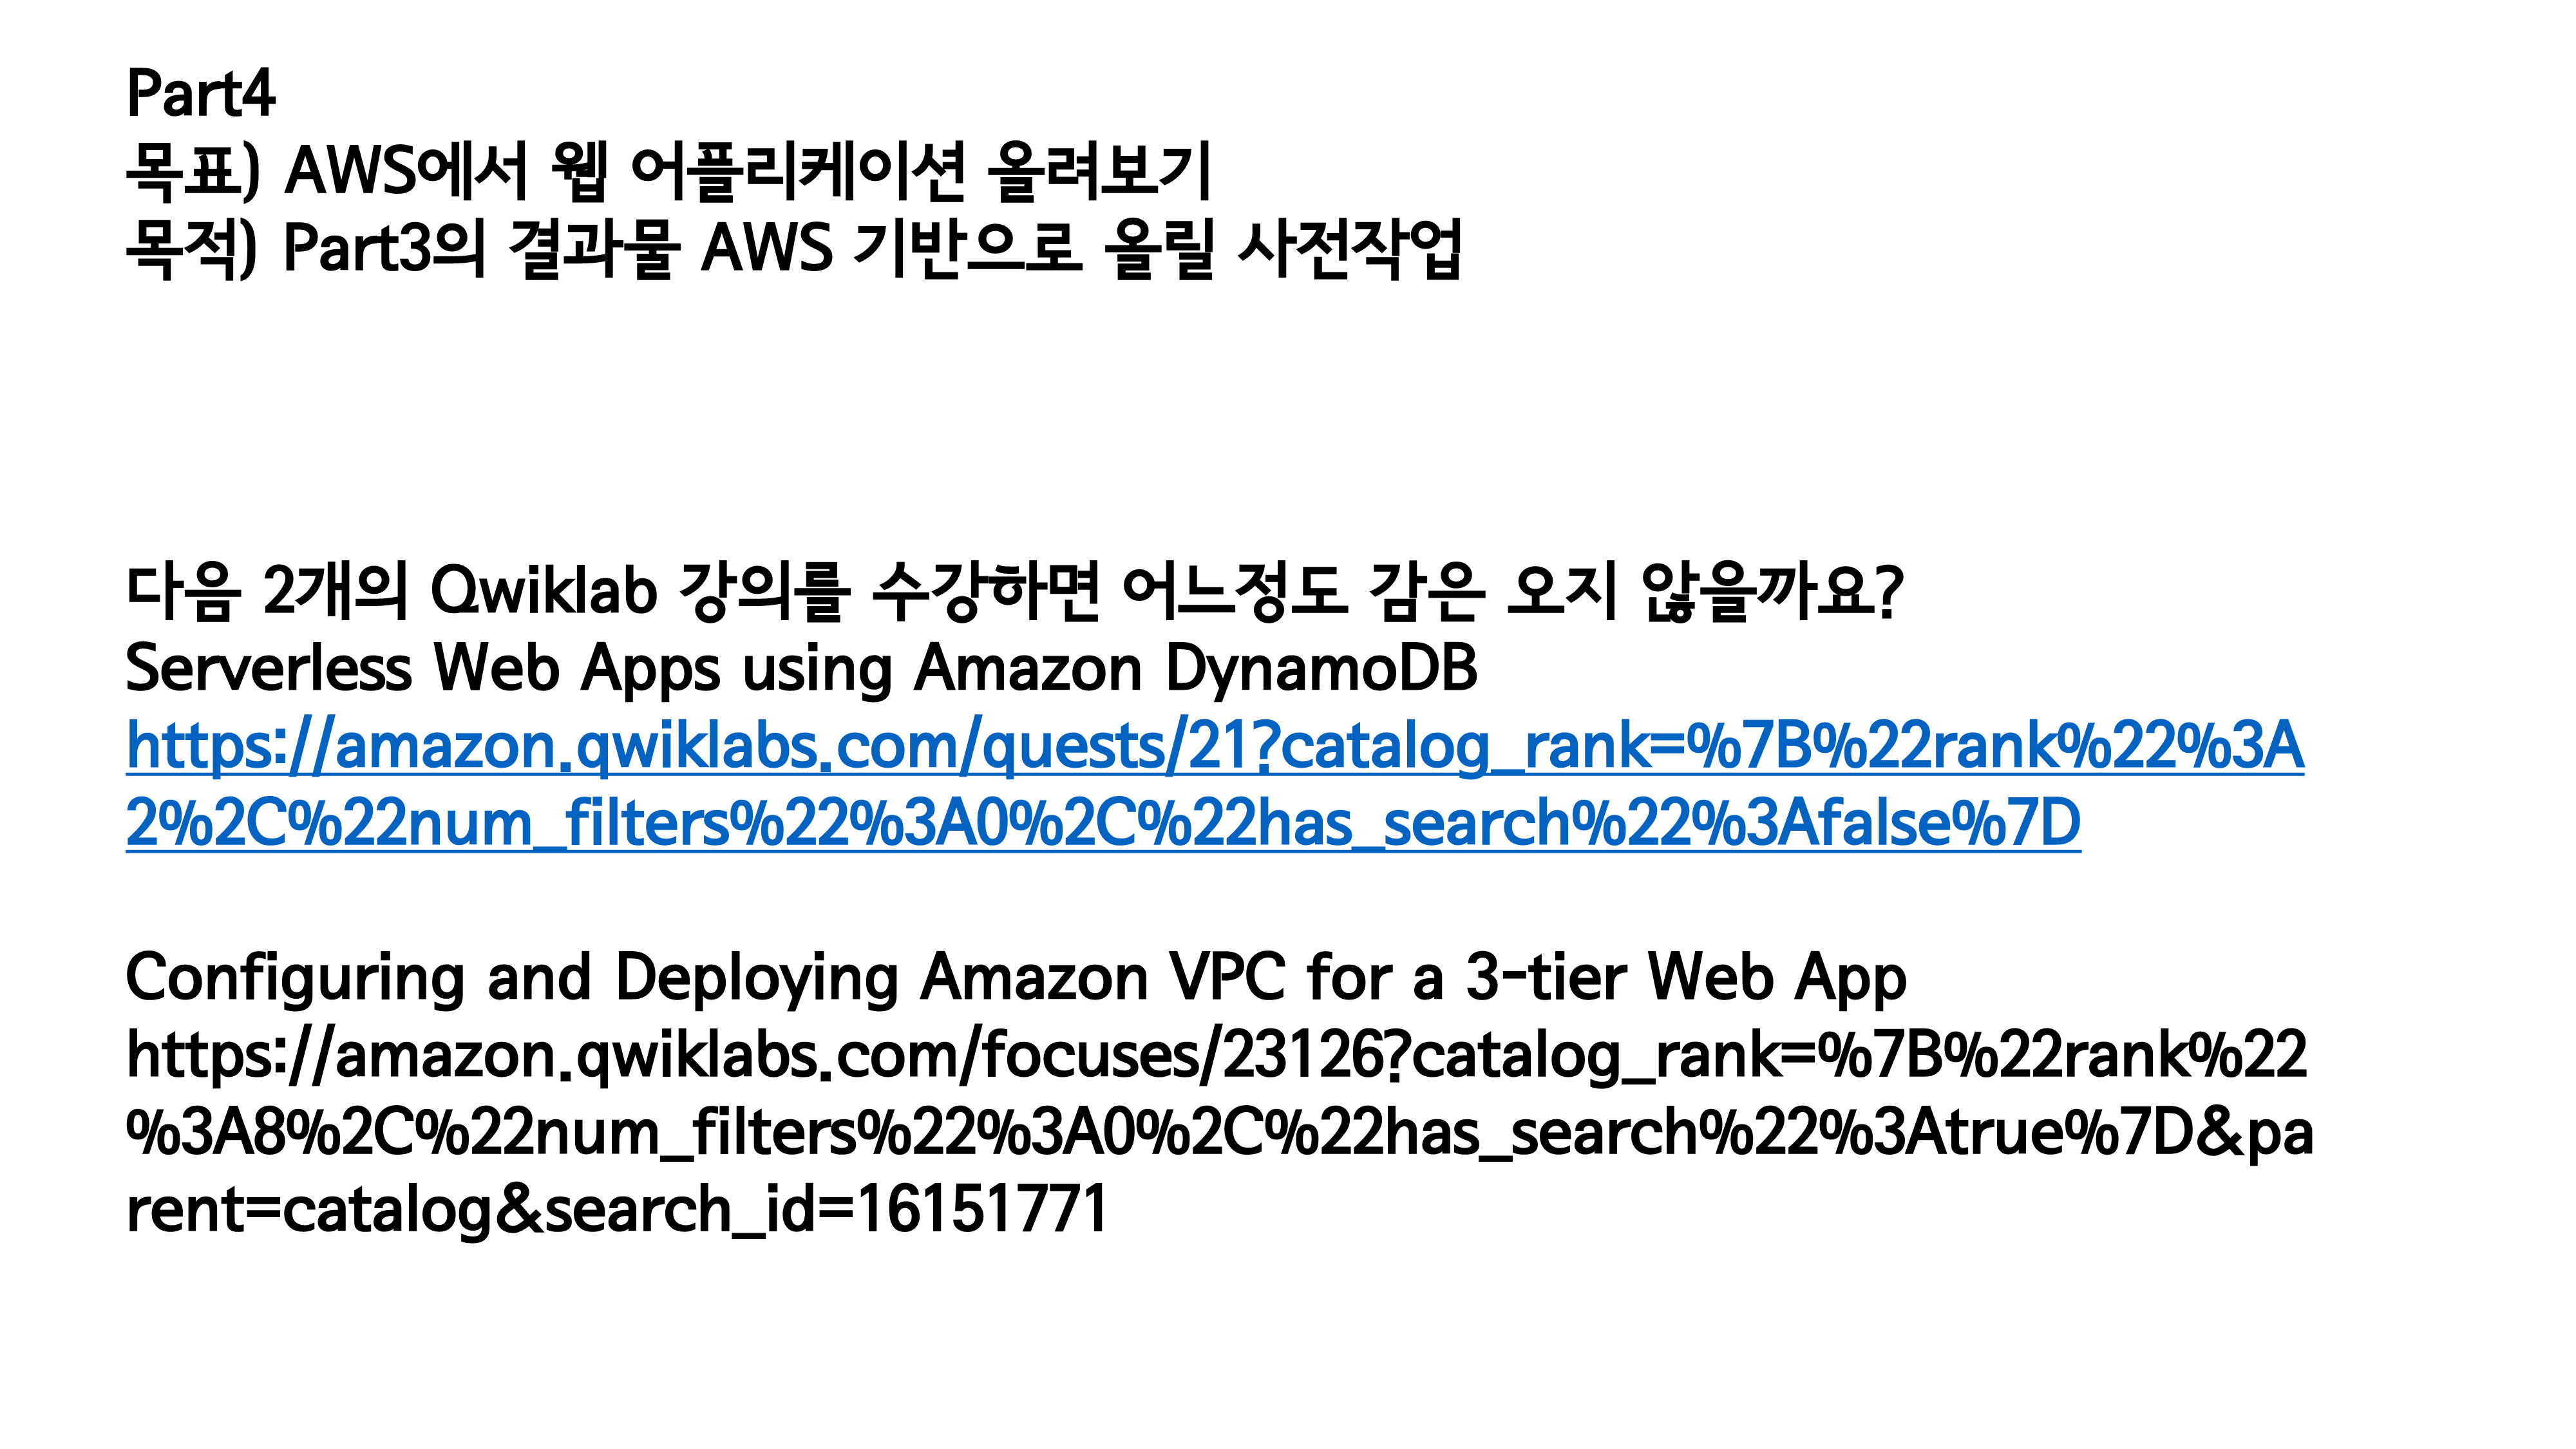 Part4
목표) AWS에서 웹 어플리케이션 올려보기
목적) Part3의 결과물 AWS 기반으로 올릴 사전작업
다음 2개의 Qwiklab 강의를 수강하면 어느정도 감은 오지 않을까요?
Serverless Web Apps using Amazon DynamoDB
https://amazon.qwiklabs.com/quests/21?catalog_rank=%7B%22rank%22%3A
2%2C%22num_filters%22%3A0%2C%22has_search%22%3Afalse%7D
Configuring and Deploying Amazon VPC for a 3-tier Web App
https://amazon.qwiklabs.com/focuses/23126?catalog_rank=%7B%22rank%22
%3A8%2C%22num_filters%22%3A0%2C%22has_search%22%3Atrue%7D&pa
rent=catalog&search_id=16151771